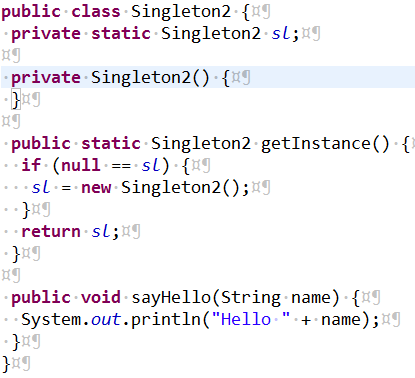 public class Singleton2 {
 private static Singleton2 sl;

 private Singleton2() {
 }

 public static Singleton2 getInstance() {
  if (null == sl) {
   sl = new Singleton2();
  }
  return sl;
 }

 public void sayHello(String name) {
  System.out.println("Hello " + name);
 }
}